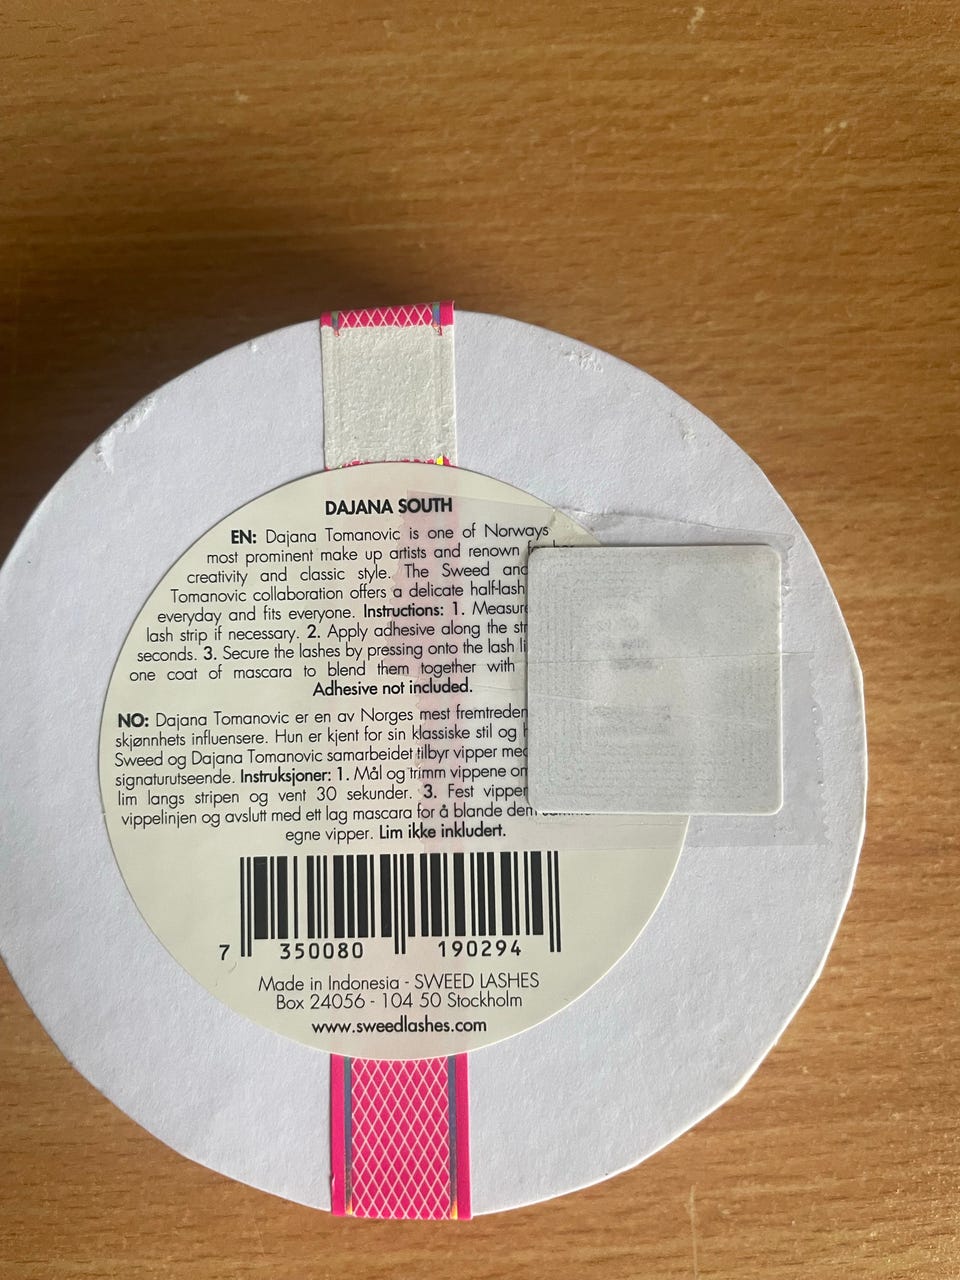 DAJANA SOUTH
EN: Dajana Tomanovic is one of Norways
most prominent make up artists and renown
creativity and classic style. The Sweed and
Tomanovic collaboration offers a delicate half-lash
everyday and fits everyone. Instructions: 1. Measure
lash strip if necessary. 2. Apply adhesive along the
seconds. 3. Secure the lashes by pressing onto the lash
one coat of mascara to blend them together with
Adhesive not included.
NO: Dajana Tomanovic er en av Norges mest
skjønnhets influensere. Hun er kjent for sin klassiske stil og
Sweed og Dajana Tomanovic samarbeidet tilbyr vipper
signaturutseende. Instruksjoner: 1. Mål og trimm vippene
lim langs stripen og vent 30 sekunder. 3. Fest
vippelinjen og avslutt med ett lag mascara for å blande
egne vipper. Lim ikke inkludert.
7 350080 190294
Made in Indonesia - SWEED LASHES
Box 24056 - 104 50 Stockholm
www.sweedlashes.com